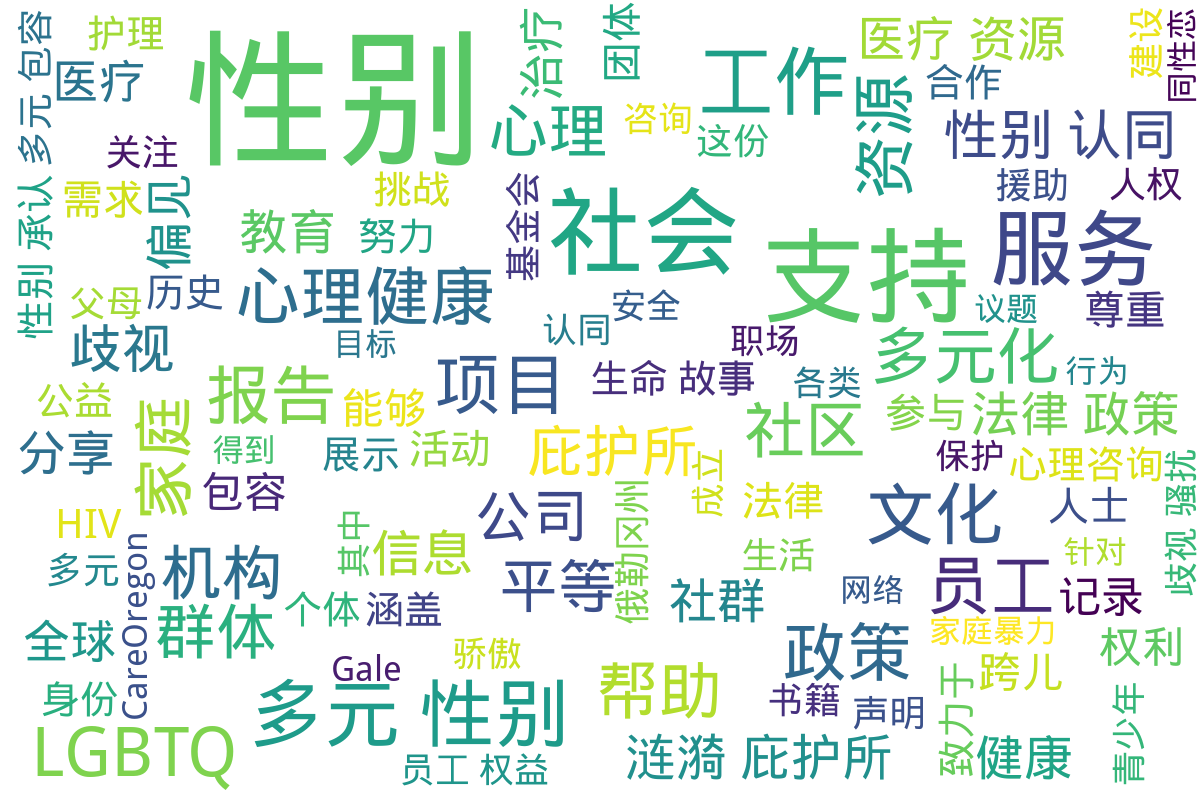 性别
支持
社会
工作
服务
多元 性别
心理健康
资源
LGBTQ
家庭
项目
文化
员工
政策
心理
多元化
报告
帮助
性别 认同
医疗 资源
社区
庇护所
机构
群体
平等
公司
涟漪 庇护所
法律 政策
信息
教育
歧视
偏见
医疗
护理
多元 包容
关注
需求
性别 承认
父母
历史
努力
挑战
治疗
团体
咨询
这份
合作
建设
同性恋
援助
人权
基金会
安全
认同
目标
议题
尊重
职场
生命 故事
各类
行为
参与
公益
能够
分享
得到
展示
活动
包容
保护
心理咨询
歧视 骚扰
成立
法律
人士
HIV
其中
俄勒冈州
生活
针对
多元
CareOregon
网络
记录
个体
涵盖
社群
全球
家庭暴力
权利
Gale
骄傲
跨儿
身份
书籍
声明
致力于
青少年
员工 权益
健康